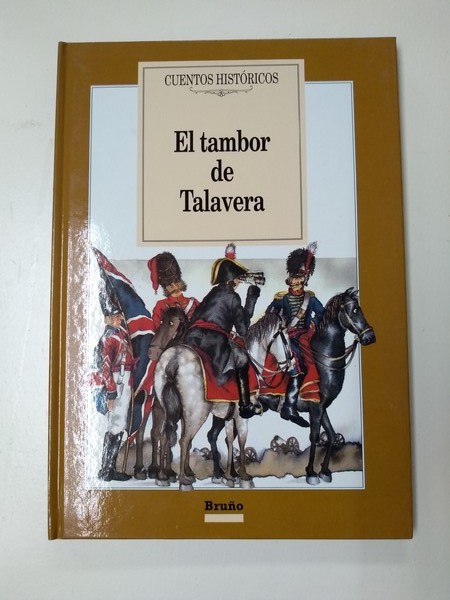 CUENTOS HISTÓRICOS
El tambor
de
Talavera
Bruño